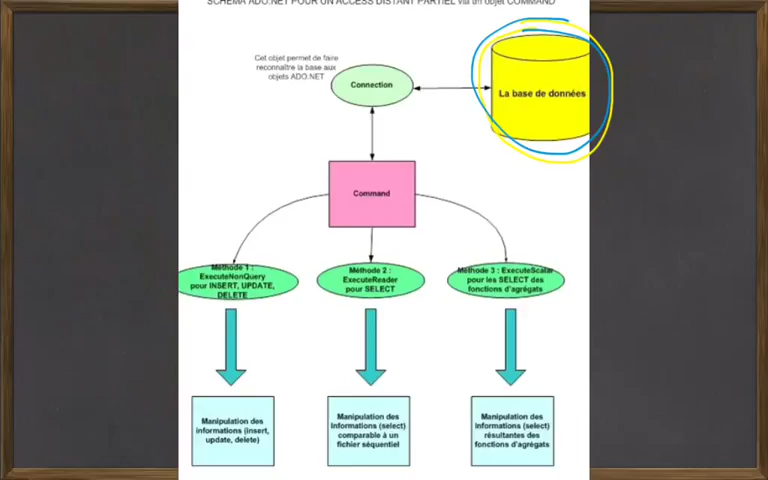 SCHEMA ADO.NET POUR UN ACCESS DISTANT PARTIEL via un objet COMMAND
Cet objet permet de faire
reconnaître la base aux
objets ADO.NET
Connection
La base de données
Command
Méthode 1 :
ExecuteNonQuery
pour INSERT, UPDATE,
DELETE
Méthode 2 :
ExecuteReader
pour SELECT
Méthode 3 : ExecuteScalar
pour les SELECT des
fonctions d'agrégats
Manipulation des
informations (insert,
update, delete)
Manipulation des
informations (select)
comparable à un
fichier séquentiel
Manipulation des
informations (select)
résultantes des
fonctions d'agrégats